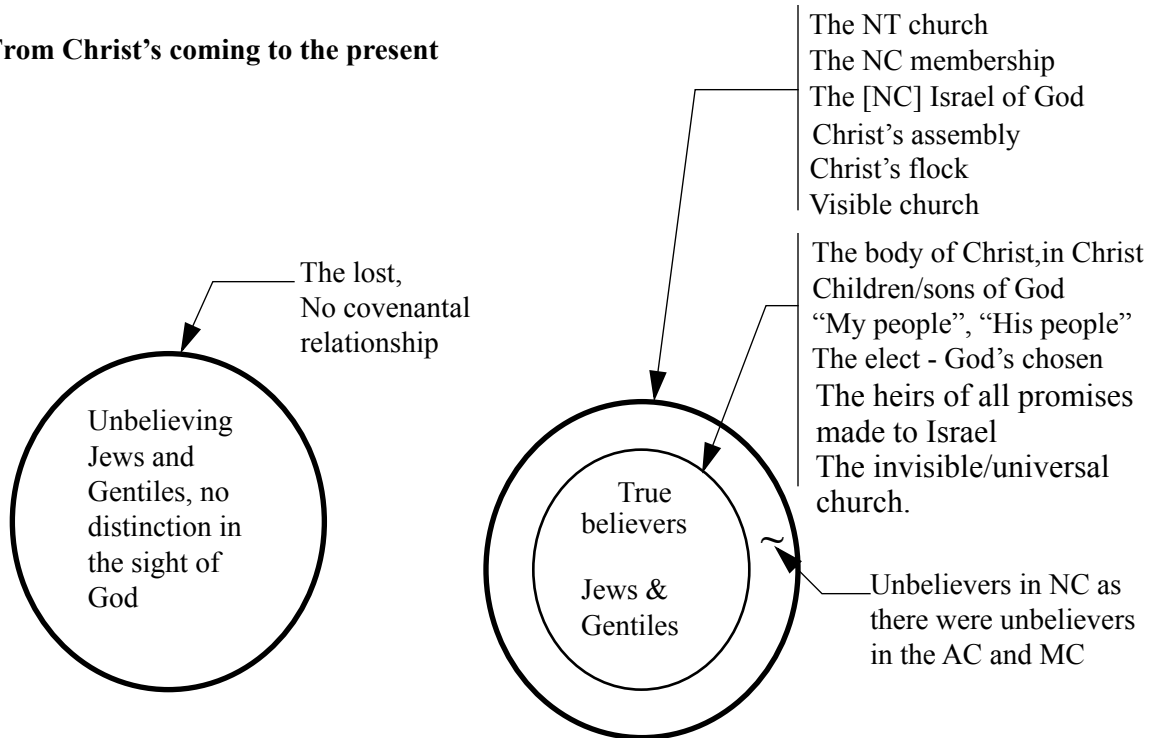 From Christ’s coming to the present
The NT church
The NC membership
The [NC] Israel of God
Christ’s assembly
Christ’s flock
Visible church
The body of Christ,in Christ
Children/sons of God
“My people”, “His people”
The elect - God’s chosen
The heirs of all promises
made to Israel
The invisible/universal
church.
The lost,
No covenantal
relationship
Unbelieving
Jews and
Gentiles, no
distinction in
the sight of
God
True
believers
Jews &
Gentiles
~
Unbelievers in NC as
there were unbelievers
in the AC and MC